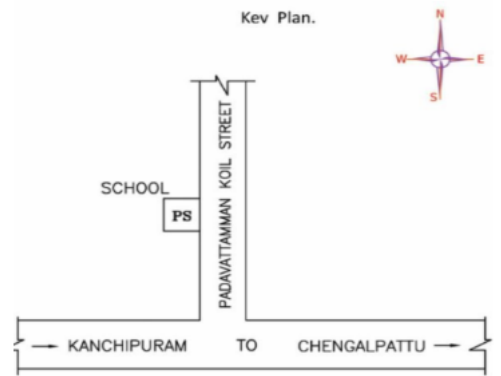 Kev Plan.
N
W E
S
SCHOOL
PS
PADAVATTAMMAN KOIL STREET
→ KANCHIPURAM TO CHENGALPATTU →